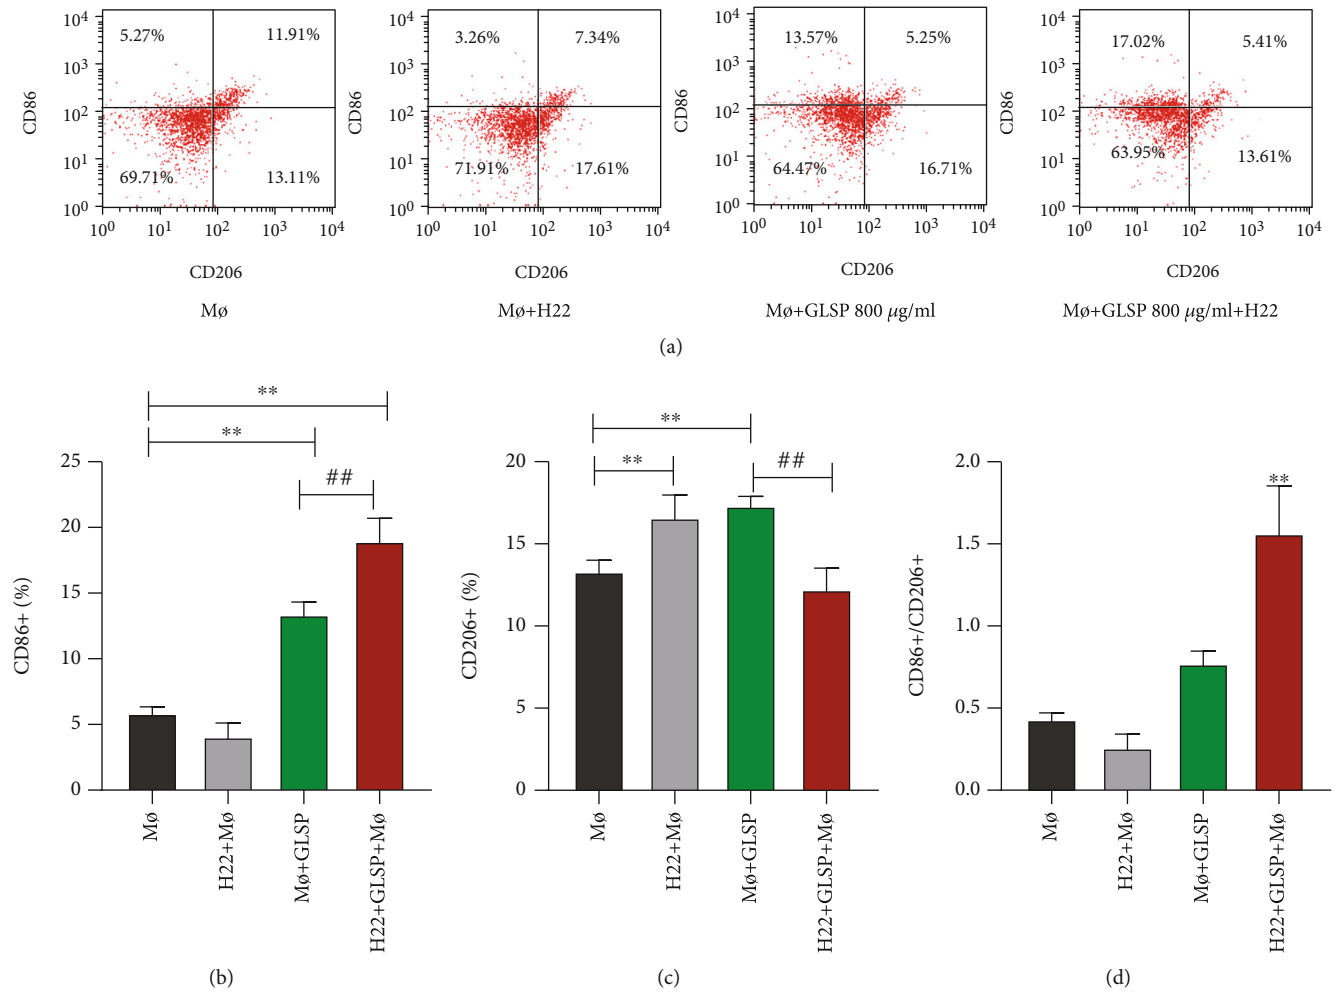 10⁴
10³
10²
10¹
10⁰
CD86
5.27%
11.91%
69.71%
13.11%
10⁰ 10¹ 10² 10³ 10⁴
CD206
Mø
10⁴
10³
10²
10¹
10⁰
CD86
3.26%
7.34%
71.91%
17.61%
10⁰ 10¹ 10² 10³ 10⁴
CD206
Mø+H22
10⁴
10³
10²
10¹
10⁰
CD86
13.57%
5.25%
64.47%
16.71%
10⁰ 10¹ 10² 10³ 10⁴
CD206
Mø+GLSP 800 µg/ml
10⁴
10³
10²
10¹
10⁰
CD86
17.02%
5.41%
63.95%
13.61%
10⁰ 10¹ 10² 10³ 10⁴
CD206
Mø+GLSP 800 µg/ml+H22
(a)
**
**
##
25
20
15
10
5
0
CD86+ (%)
Mø
H22+Mø
Mø+GLSP
H22+GLSP+Mø
(b)
**
**
##
20
15
10
5
0
CD206+ (%)
Mø
H22+Mø
Mø+GLSP
H22+GLSP+Mø
(c)
**
2.0
1.5
1.0
0.5
0.0
CD86+/CD206+
Mø
H22+Mø
Mø+GLSP
H22+GLSP+Mø
(d)